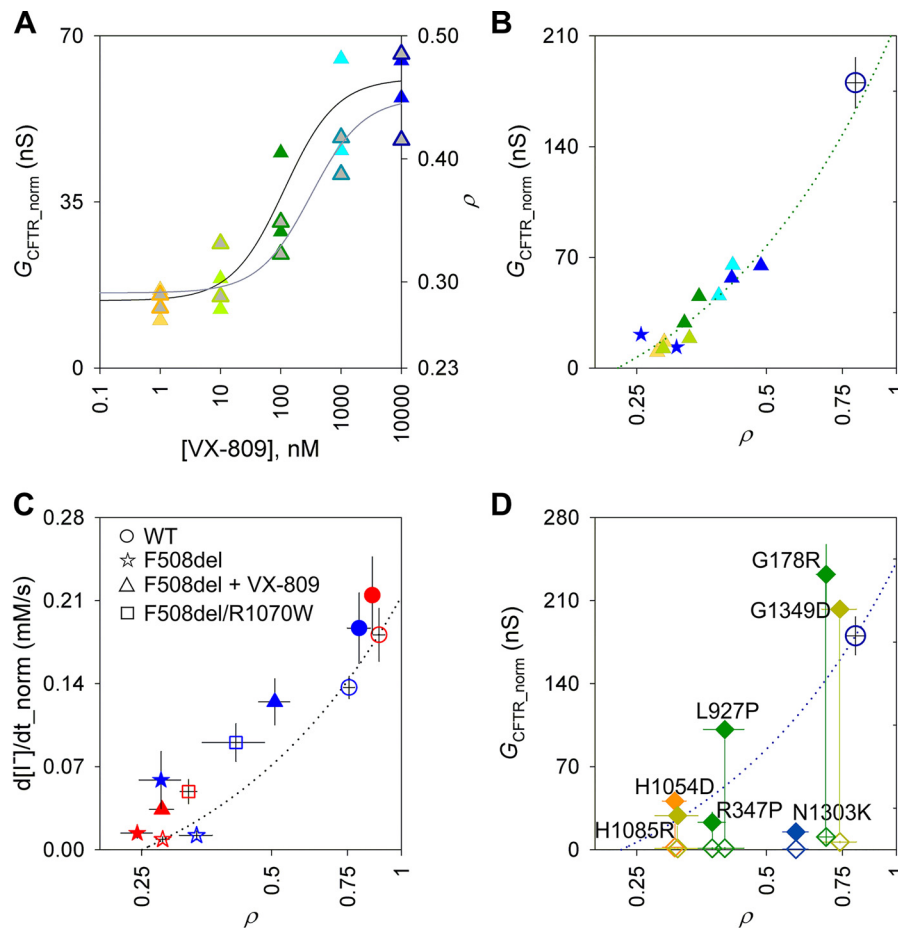 A
70
35
0
G_CFTR_norm (nS)
0.50
0.40
0.30
0.23
ρ
0.1
1
10
100
1000
10000
[VX-809], nM
B
210
140
70
0
G_CFTR_norm (nS)
0.25
0.5
0.75
1
ρ
C
0.28
0.21
0.14
0.07
0.00
d[I⁻]/dt_norm (mM/s)
WT
F508del
F508del + VX-809
F508del/R1070W
0.25
0.5
0.75
1
ρ
D
280
210
140
70
0
G_CFTR_norm (nS)
G178R
G1349D
L927P
H1054D
R347P
N1303K
H1085R
0.25
0.5
0.75
1
ρ